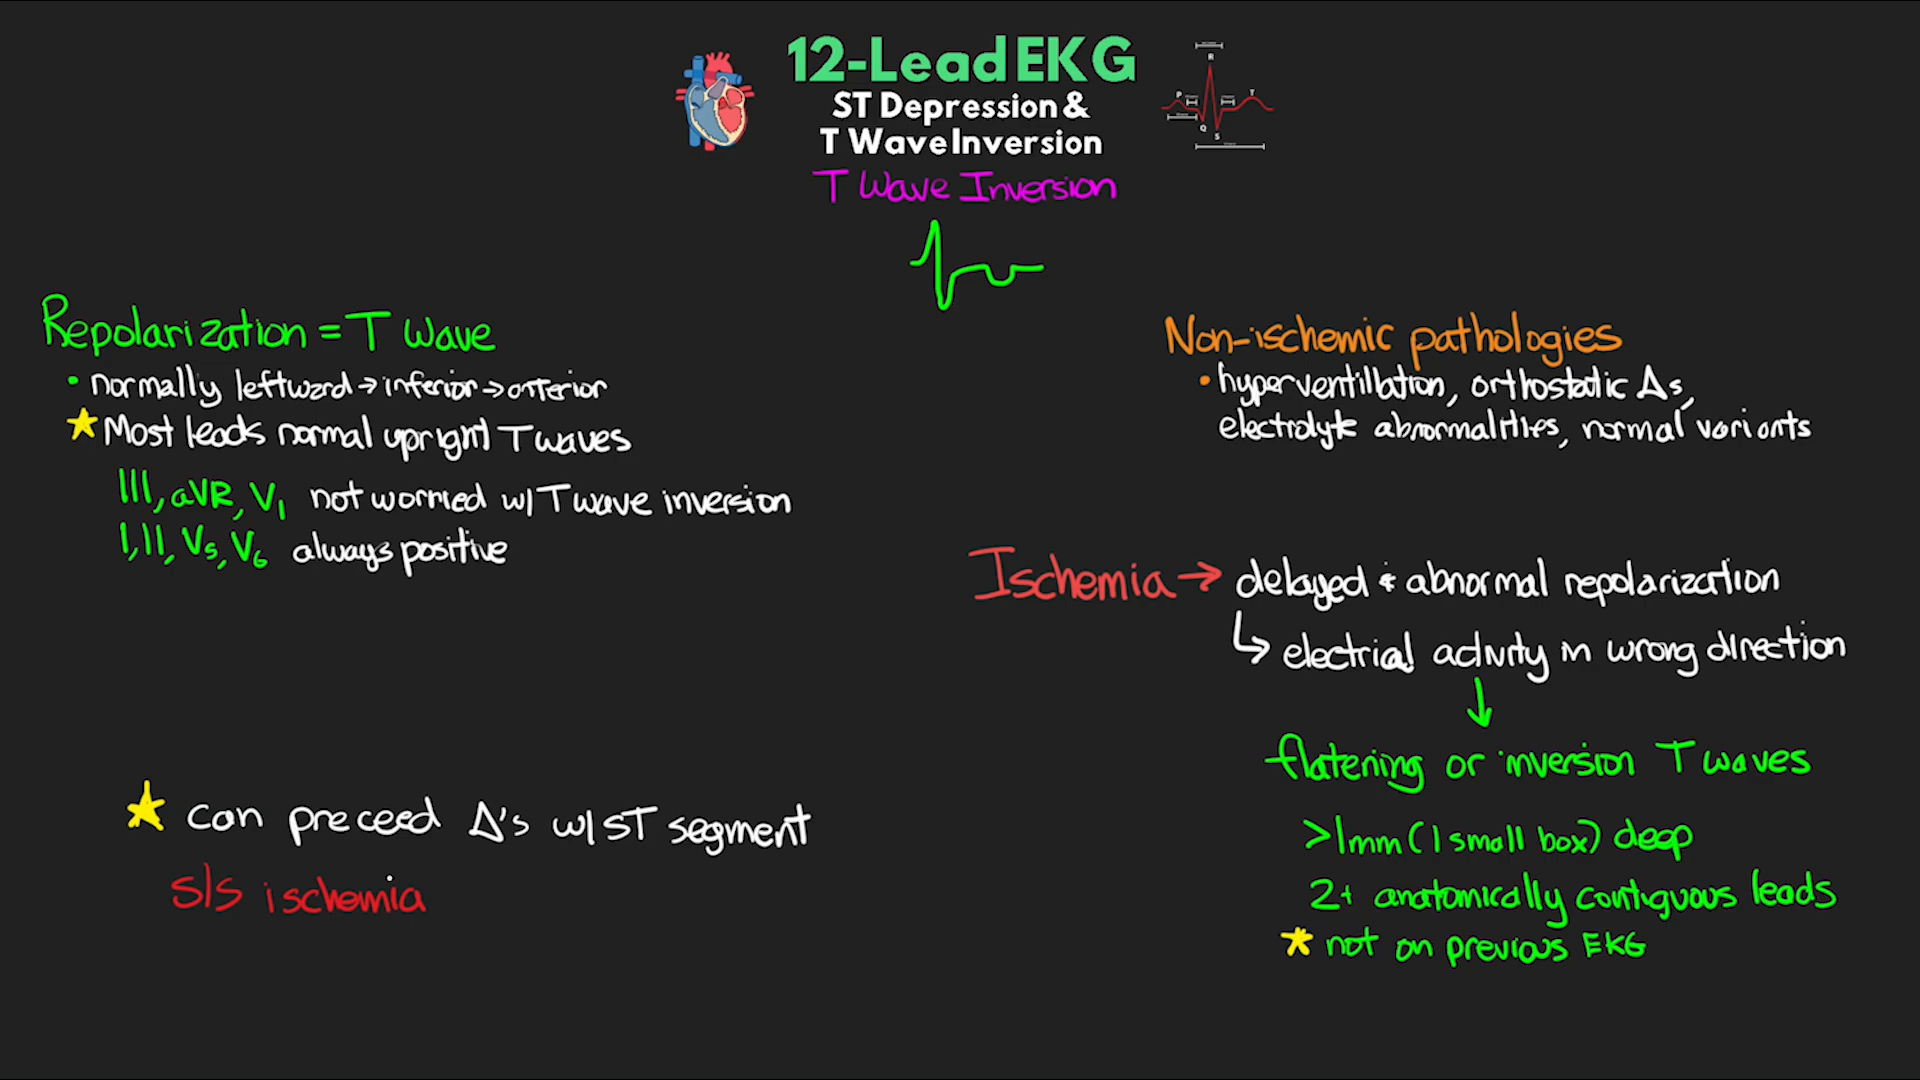 12-Lead EKG
ST Depression &
T Wave Inversion
T Wave Inversion
R
P
T
Q
S
Repolarization = T wave
• normally leftward → inferior → anterior
★ Most leads normal upright T waves
III, aVR, V1 not worried w/ T wave inversion
I, II, V5, V6 always positive
★ can preceed Δ's w/ ST segment
s/s ischemia
Non-ischemic pathologies
• hyperventillation, orthostatic Δs,
electrolyte abnormalities, normal variants
Ischemia → delayed & abnormal repolarization
↳ electrical activity in wrong direction
↓
flatening or inversion T waves
>1mm (1 small box) deep
2+ anatomically contiguous leads
★ not on previous EKG